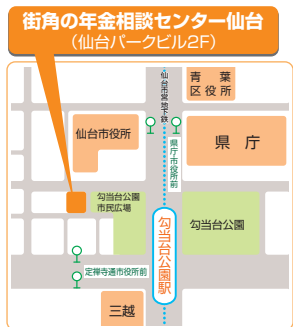 街角の年金相談センター仙台
（仙台パークビル2F）
仙台市営地下鉄
青葉
区役所
仙台市役所
県庁
県庁市役所前
勾当台公園
市民広場
勾当台公園駅
勾当台公園
定禅寺通市役所前
三越